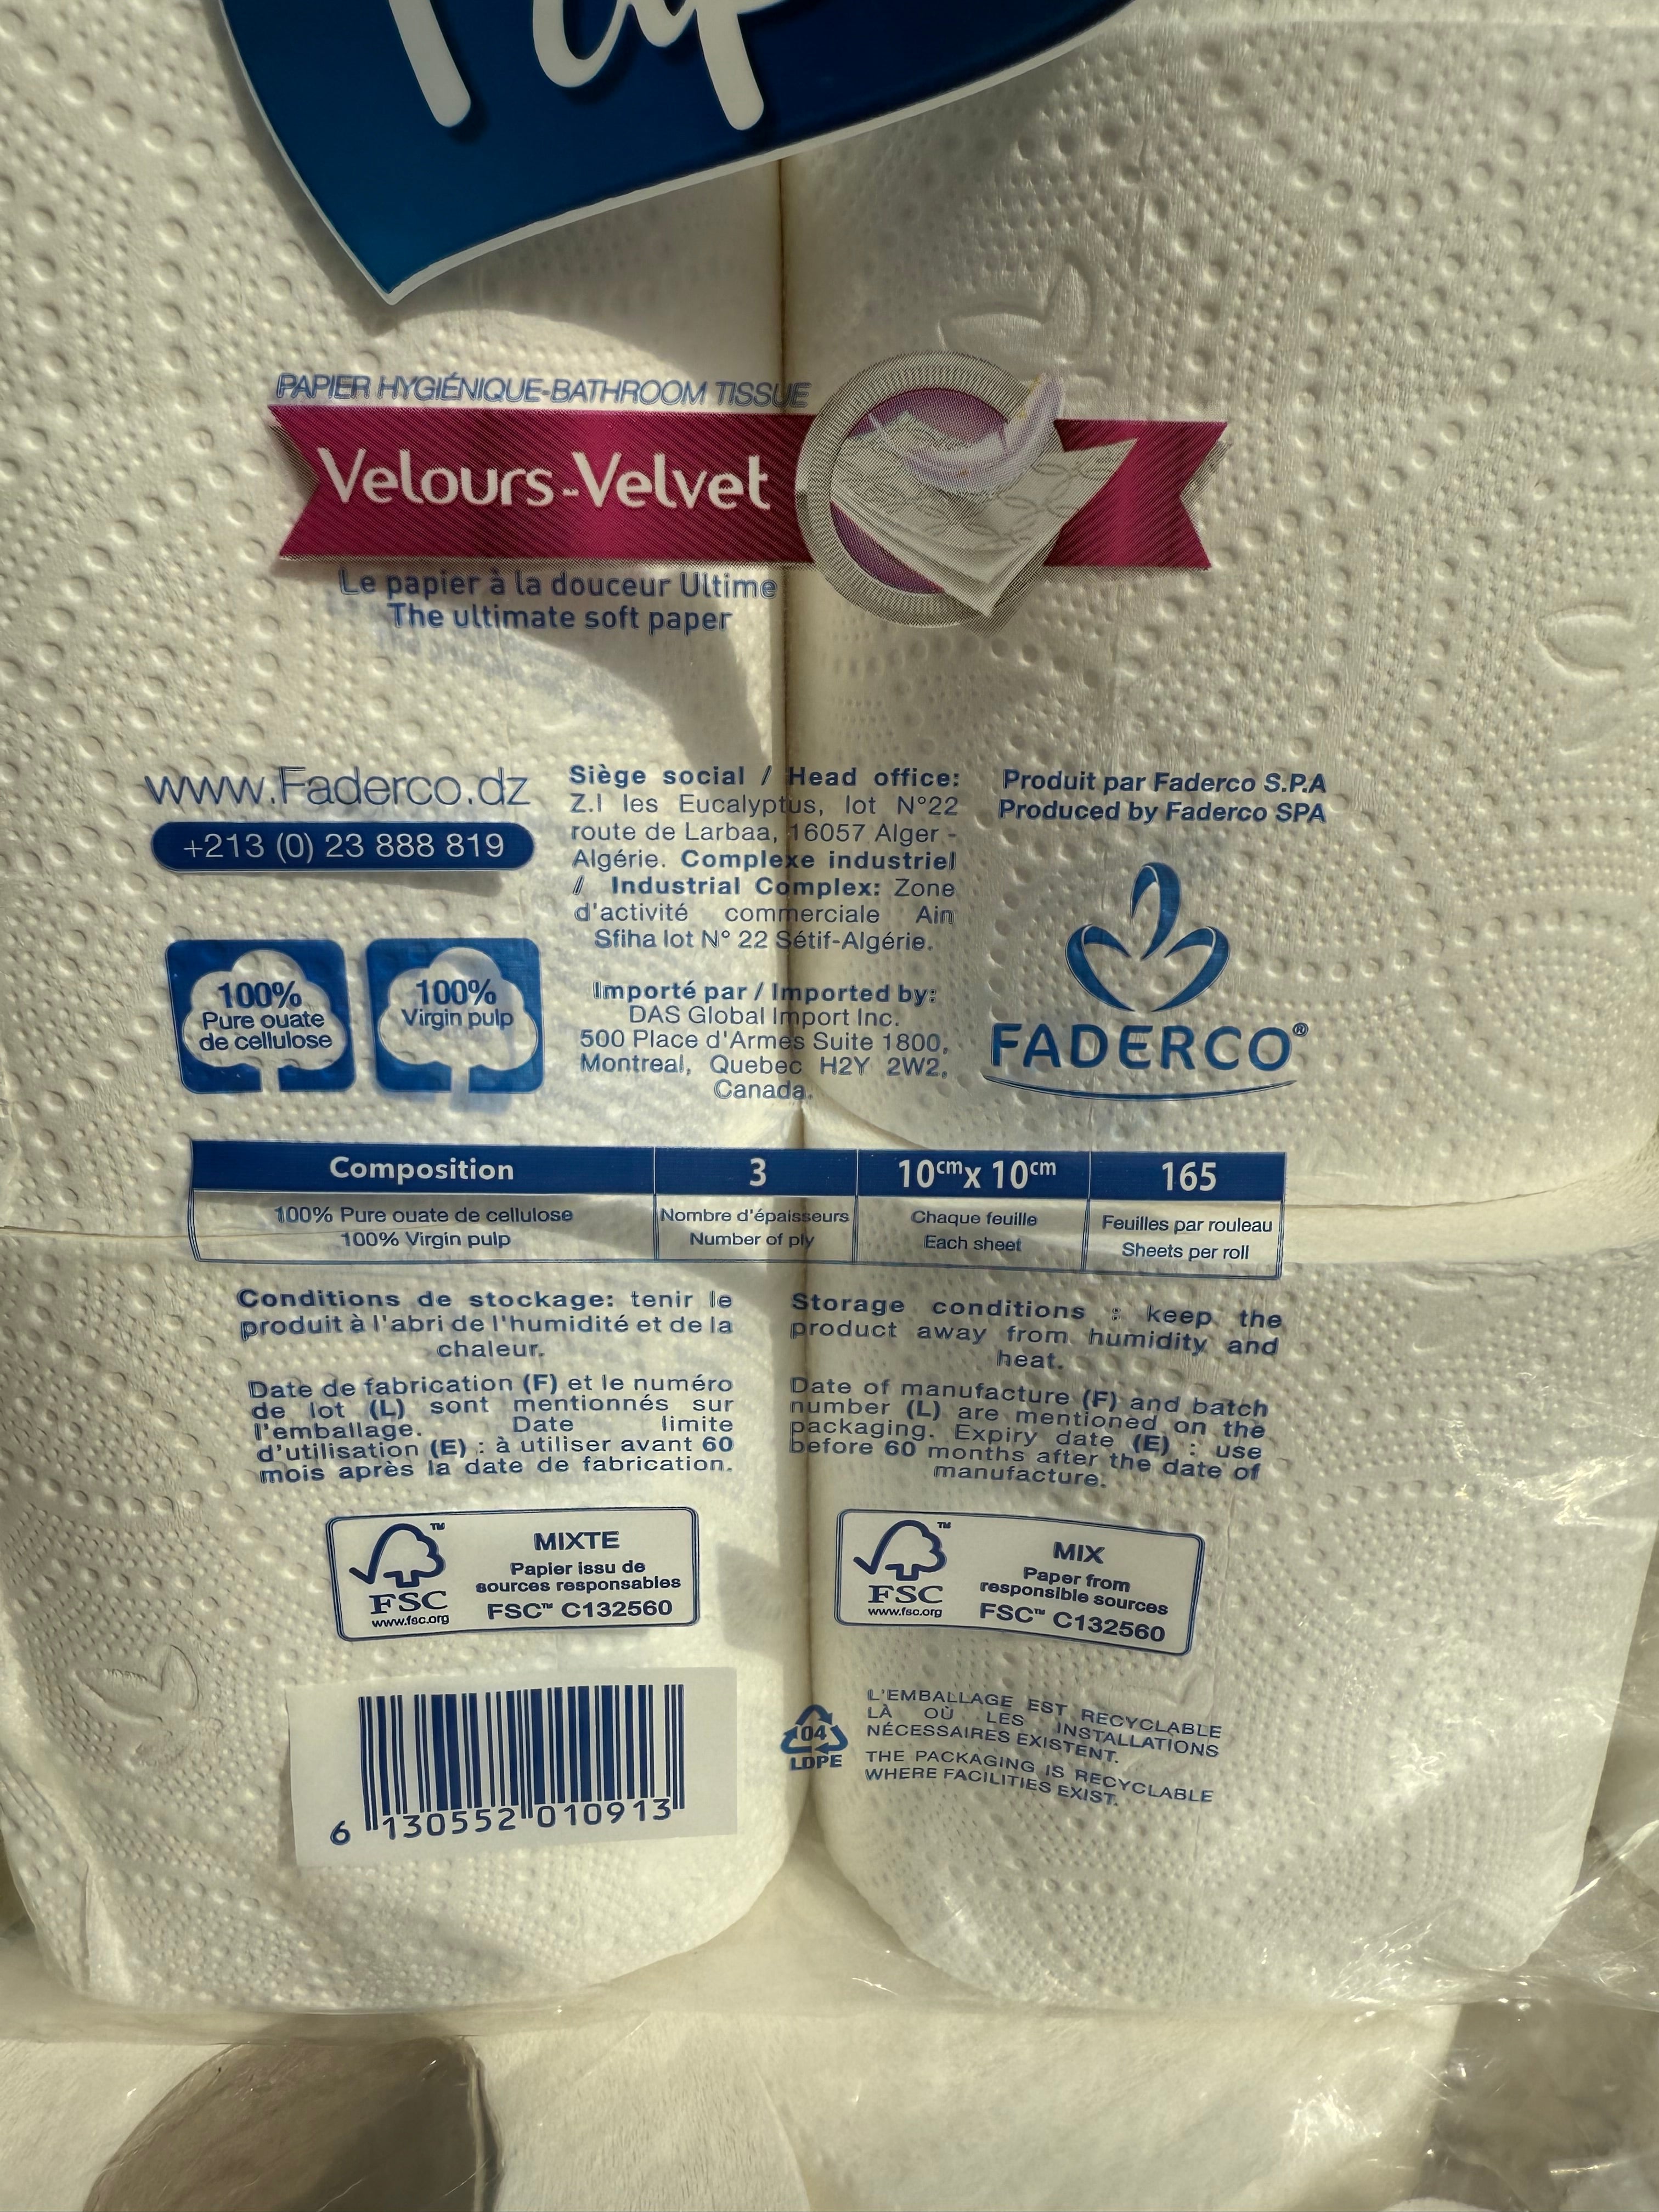 PAPIER HYGIÉNIQUE-BATHROOM TISSUE
Velours-Velvet
Le papier à la douceur Ultime
The ultimate soft paper
www.Faderco.dz
+213 (0) 23 888 819
100%
Pure ouate
de cellulose
100%
Virgin pulp
Siège social / Head office:
Z.I les Eucalyptus, lot N°22
route de Larbaa, 16057 Alger -
Algérie. Complexe industriel
/ Industrial Complex: Zone
d'activité commerciale Ain
Sfiha lot N° 22 Sétif-Algérie.
Importé par / Imported by:
DAS Global Import Inc.
500 Place d'Armes Suite 1800,
Montreal, Quebec H2Y 2W2,
Canada.
Produit par Faderco S.P.A
Produced by Faderco SPA
FADERCO®
Composition
100% Pure ouate de cellulose
100% Virgin pulp
3
Nombre d'épaisseurs
Number of ply
10cm x 10cm
Chaque feuille
Each sheet
165
Feuilles par rouleau
Sheets per roll
Conditions de stockage: tenir le
produit à l'abri de l'humidité et de la
chaleur.
Date de fabrication (F) et le numéro
de lot (L) sont mentionnés sur
l'emballage. Date limite
d'utilisation (E) : à utiliser avant 60
mois après la date de fabrication.
Storage conditions : keep the
product away from humidity and
heat.
Date of manufacture (F) and batch
number (L) are mentioned on the
packaging. Expiry date (E) : use
before 60 months after the date of
manufacture.
FSC™
www.fsc.org
MIXTE
Papier issu de
sources responsables
FSC™ C132560
FSC™
www.fsc.org
MIX
Paper from
responsible sources
FSC™ C132560
6 130552 010913
04
LDPE
L'EMBALLAGE EST RECYCLABLE
LÀ OÙ LES INSTALLATIONS
NÉCESSAIRES EXISTENT.
THE PACKAGING IS RECYCLABLE
WHERE FACILITIES EXIST.